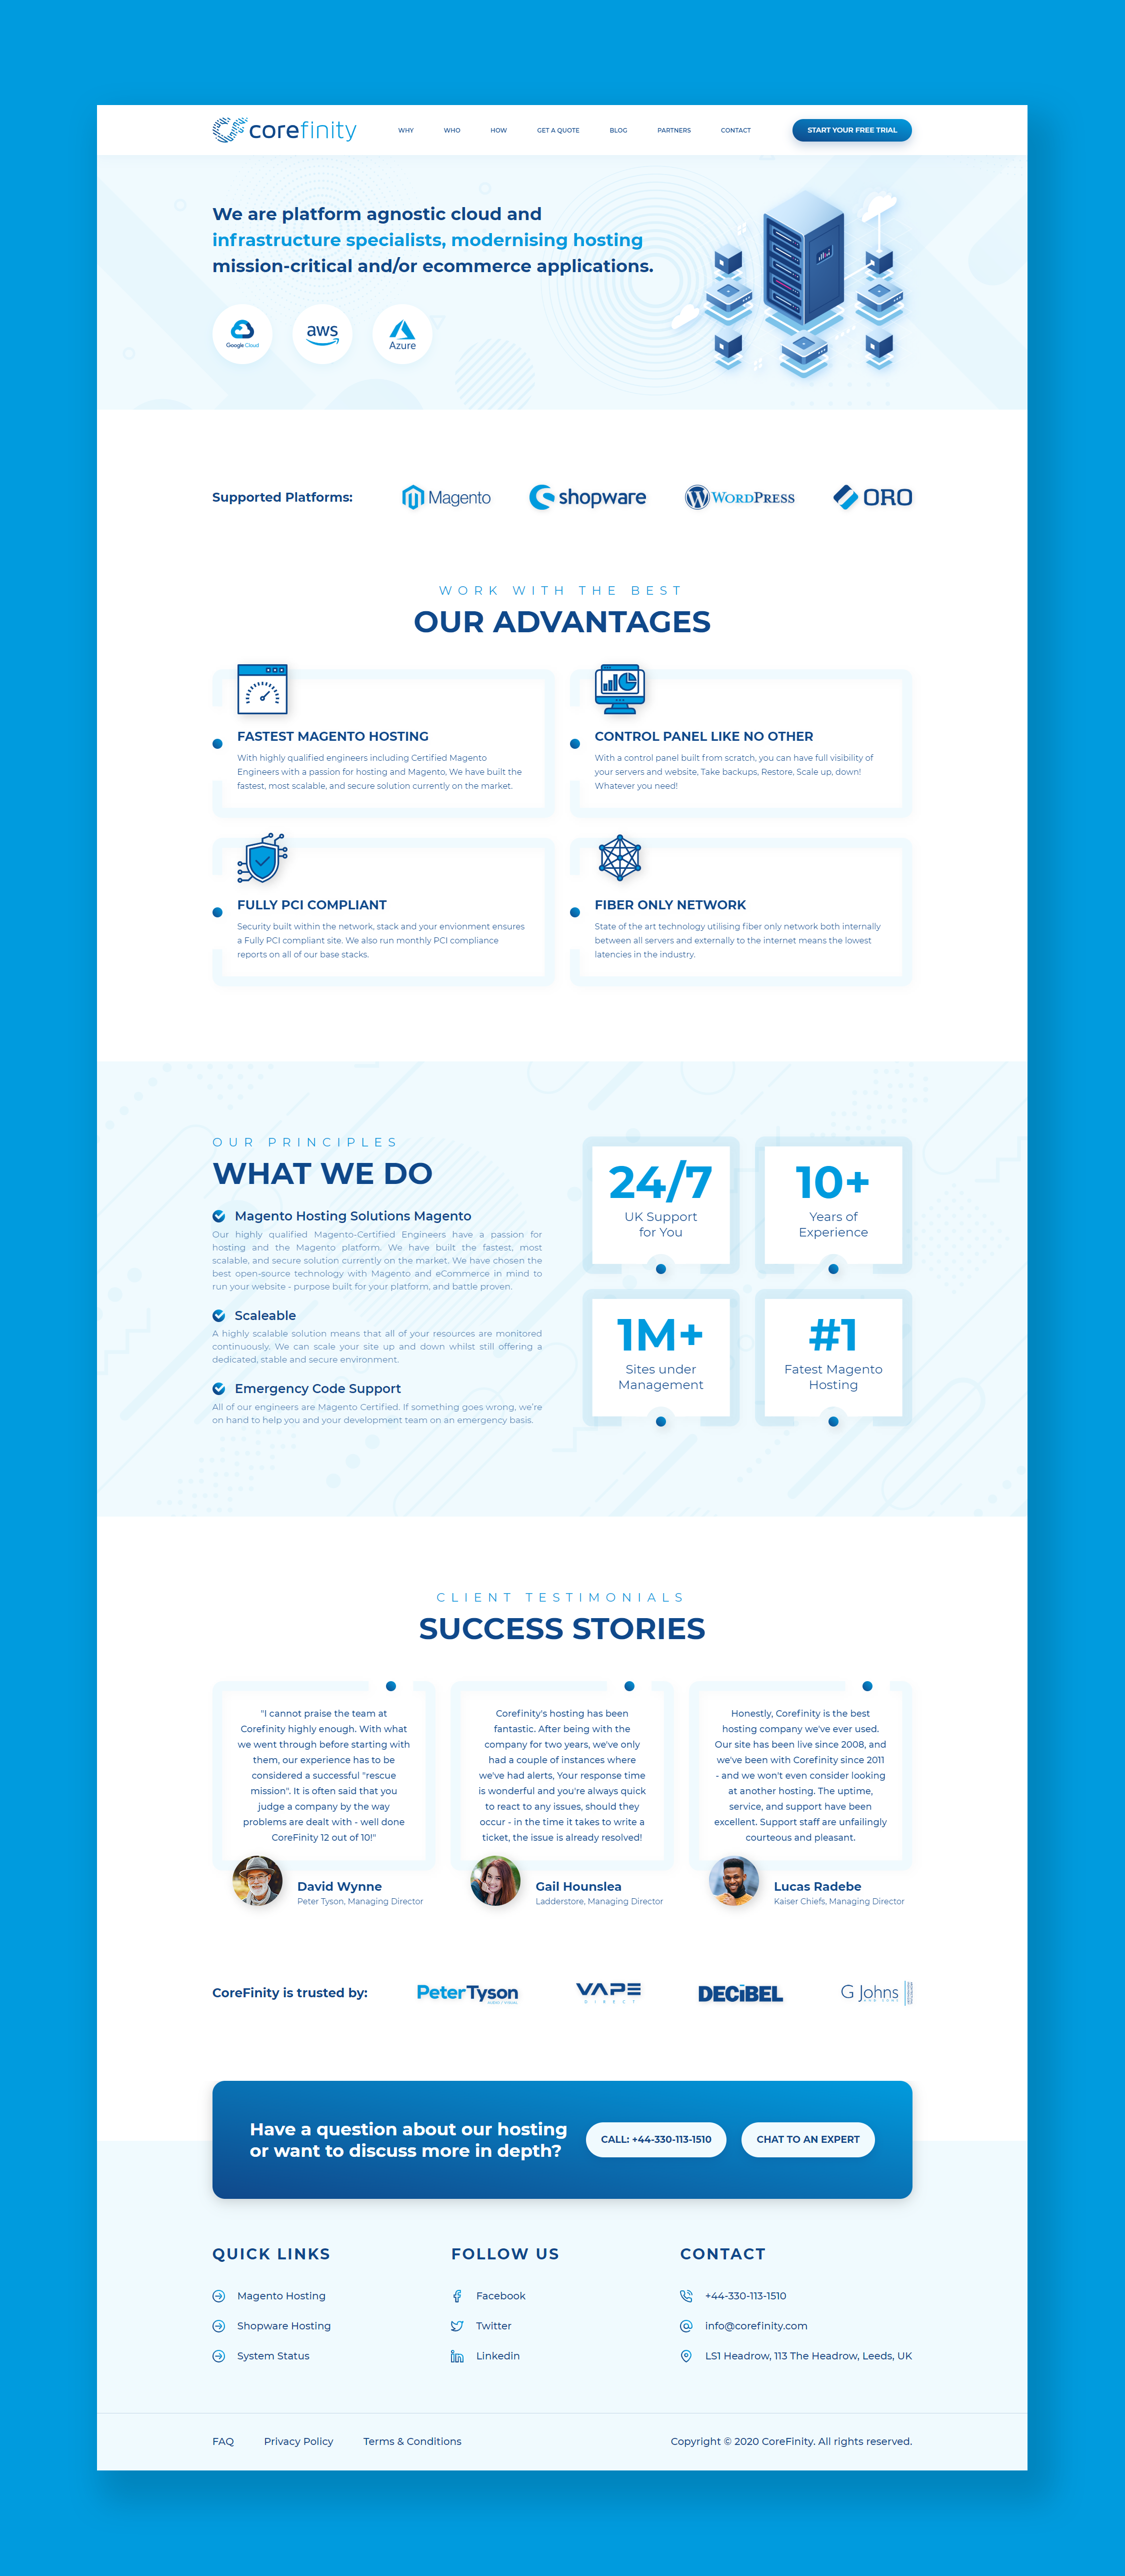 corefinity
WHY
WHO
HOW
GET A QUOTE
BLOG
PARTNERS
CONTACT
START YOUR FREE TRIAL
We are platform agnostic cloud and
infrastructure specialists, modernising hosting
mission-critical and/or ecommerce applications.
Google Cloud
aws
Azure
Supported Platforms:
Magento
shopware
WORDPRESS
ORO
WORK WITH THE BEST
OUR ADVANTAGES
FASTEST MAGENTO HOSTING
With highly qualified engineers including Certified Magento
Engineers with a passion for hosting and Magento, We have built the
fastest, most scalable, and secure solution currently on the market.
CONTROL PANEL LIKE NO OTHER
With a control panel built from scratch, you can have full visibility of
your servers and website, Take backups, Restore, Scale up, down!
Whatever you need!
FULLY PCI COMPLIANT
Security built within the network, stack and your envionment ensures
a Fully PCI compliant site. We also run monthly PCI compliance
reports on all of our base stacks.
FIBER ONLY NETWORK
State of the art technology utilising fiber only network both internally
between all servers and externally to the internet means the lowest
latencies in the industry.
OUR PRINCIPLES
WHAT WE DO
Magento Hosting Solutions Magento
Our highly qualified Magento-Certified Engineers have a passion for
hosting and the Magento platform. We have built the fastest, most
scalable, and secure solution currently on the market. We have chosen the
best open-source technology with Magento and eCommerce in mind to
run your website - purpose built for your platform, and battle proven.
Scaleable
A highly scalable solution means that all of your resources are monitored
continuously. We can scale your site up and down whilst still offering a
dedicated, stable and secure environment.
Emergency Code Support
All of our engineers are Magento Certified. If something goes wrong, we're
on hand to help you and your development team on an emergency basis.
24/7
UK Support
for You
10+
Years of
Experience
1M+
Sites under
Management
#1
Fatest Magento
Hosting
CLIENT TESTIMONIALS
SUCCESS STORIES
"I cannot praise the team at
Corefinity highly enough. With what
we went through before starting with
them, our experience has to be
considered a successful "rescue
mission". It is often said that you
judge a company by the way
problems are dealt with - well done
CoreFinity 12 out of 10!"
David Wynne
Peter Tyson, Managing Director
Corefinity's hosting has been
fantastic. After being with the
company for two years, we've only
had a couple of instances where
we've had alerts, Your response time
is wonderful and you're always quick
to react to any issues, should they
occur - in the time it takes to write a
ticket, the issue is already resolved!
Gail Hounslea
Ladderstore, Managing Director
Honestly, Corefinity is the best
hosting company we've ever used.
Our site has been live since 2008, and
we've been with Corefinity since 2011
- and we won't even consider looking
at another hosting. The uptime,
service, and support have been
excellent. Support staff are unfailingly
courteous and pleasant.
Lucas Radebe
Kaiser Chiefs, Managing Director
CoreFinity is trusted by:
PeterTyson
VAPE
DIRECT
DECIBEL
G Johns
AND SONS
Have a question about our hosting
or want to discuss more in depth?
CALL: +44-330-113-1510
CHAT TO AN EXPERT
QUICK LINKS
Magento Hosting
Shopware Hosting
System Status
FOLLOW US
Facebook
Twitter
Linkedin
CONTACT
+44-330-113-1510
info@corefinity.com
LS1 Headrow, 113 The Headrow, Leeds, UK
FAQ
Privacy Policy
Terms & Conditions
Copyright © 2020 CoreFinity. All rights reserved.